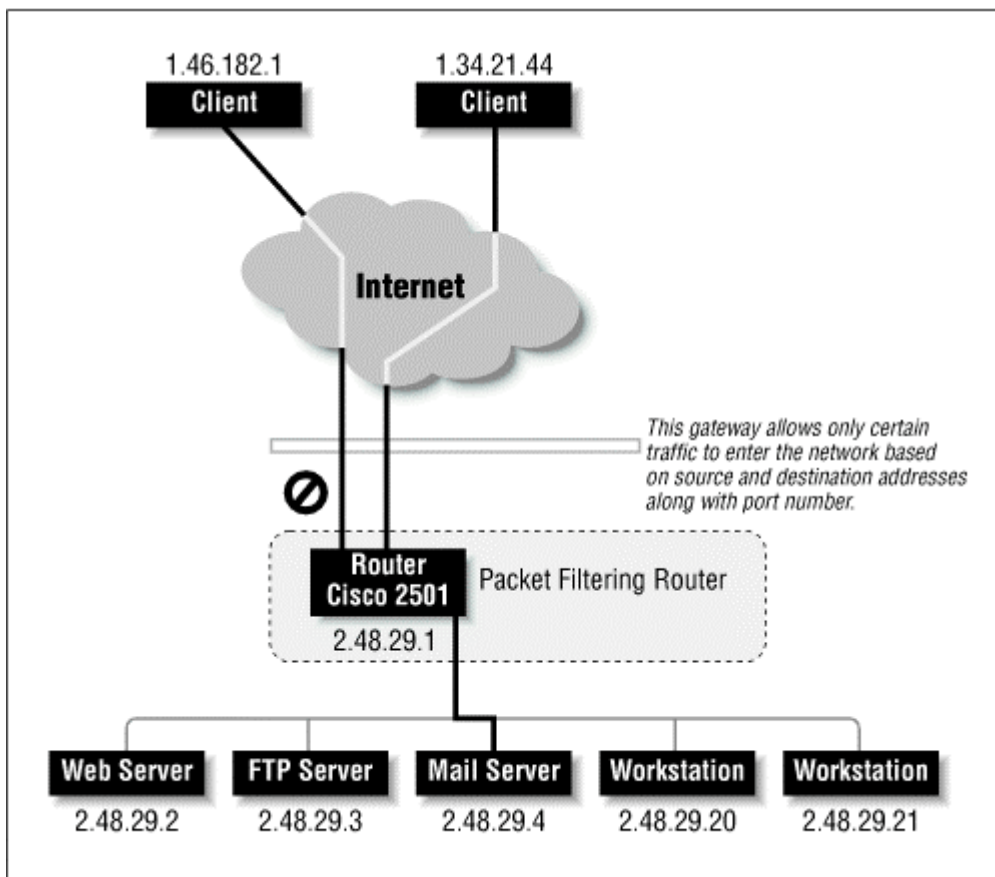 1.46.182.1
Client
1.34.21.44
Client
Internet
This gateway allows only certain
traffic to enter the network based
on source and destination addresses
along with port number.
Router
Cisco 2501
Packet Filtering Router
2.48.29.1
Web Server
FTP Server
Mail Server
Workstation
Workstation
2.48.29.2
2.48.29.3
2.48.29.4
2.48.29.20
2.48.29.21